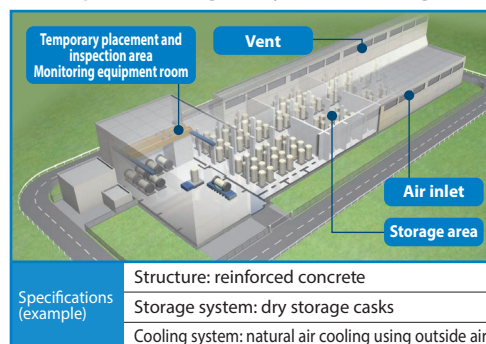 Temporary placement and
inspection area
Monitoring equipment room
Vent
Air inlet
Storage area
Specifications
(example)
Structure: reinforced concrete
Storage system: dry storage casks
Cooling system: natural air cooling using outside air